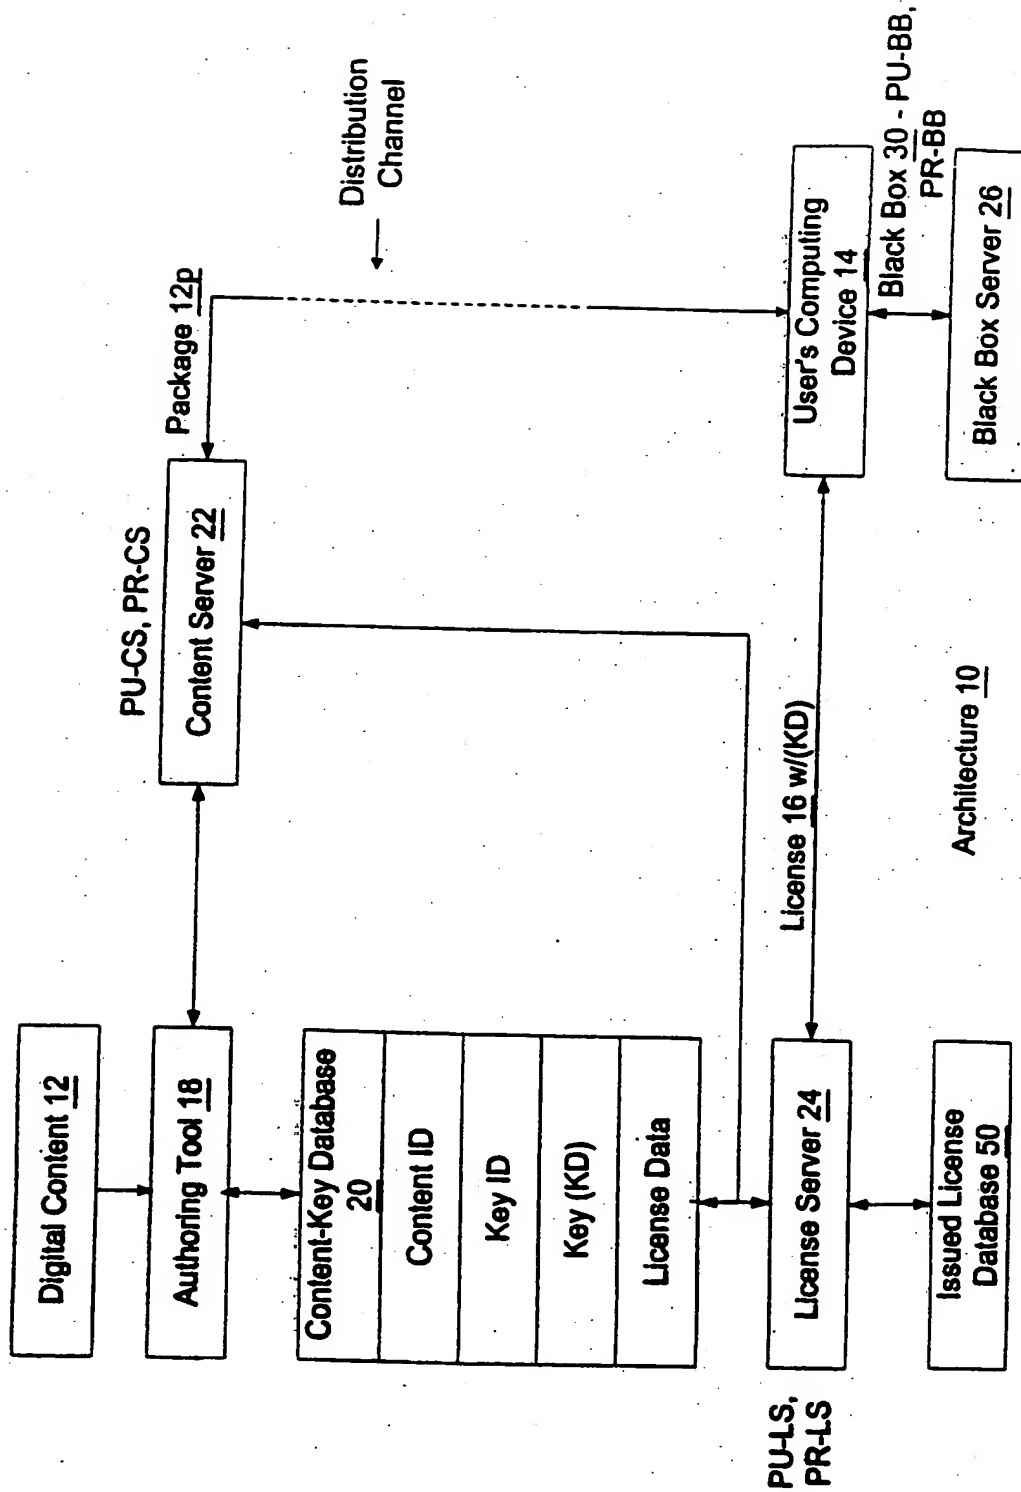 Digital Content 12
Authoring Tool 18
Content-Key Database
20
Content ID
Key ID
Key (KD)
License Data
PU-LS,
PR-LS
License Server 24
Issued License
Database 50
PU-CS, PR-CS
Content Server 22
Package 12p
Distribution
Channel
License 16 w/(KD)
User's Computing
Device 14
Black Box 30 - PU-BB,
PR-BB
Black Box Server 26
Architecture 10